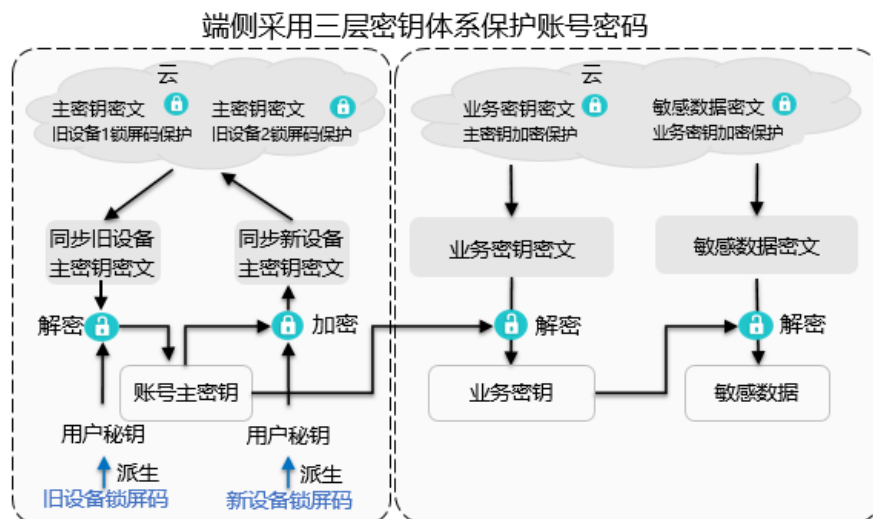 端侧采用三层密钥体系保护账号密码
云
主密钥密文
旧设备1锁屏码保护
主密钥密文
旧设备2锁屏码保护
同步旧设备
主密钥密文
同步新设备
主密钥密文
解密
加密
账号主密钥
用户秘钥
用户秘钥
派生
派生
旧设备锁屏码
新设备锁屏码
云
业务密钥密文
主密钥加密保护
敏感数据密文
业务密钥加密保护
业务密钥密文
敏感数据密文
解密
解密
业务密钥
敏感数据